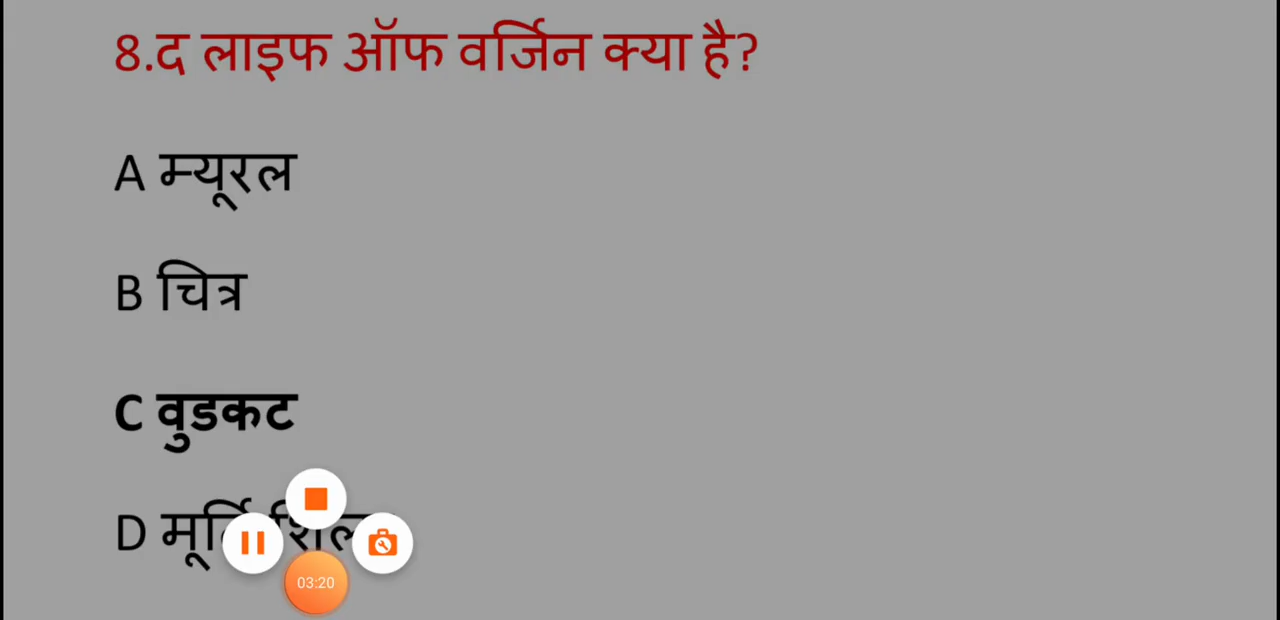 8.द लाइफ ऑफ वर्जिन क्या है?
A म्यूरल
B चित्र
C वुडकट
D
03:20